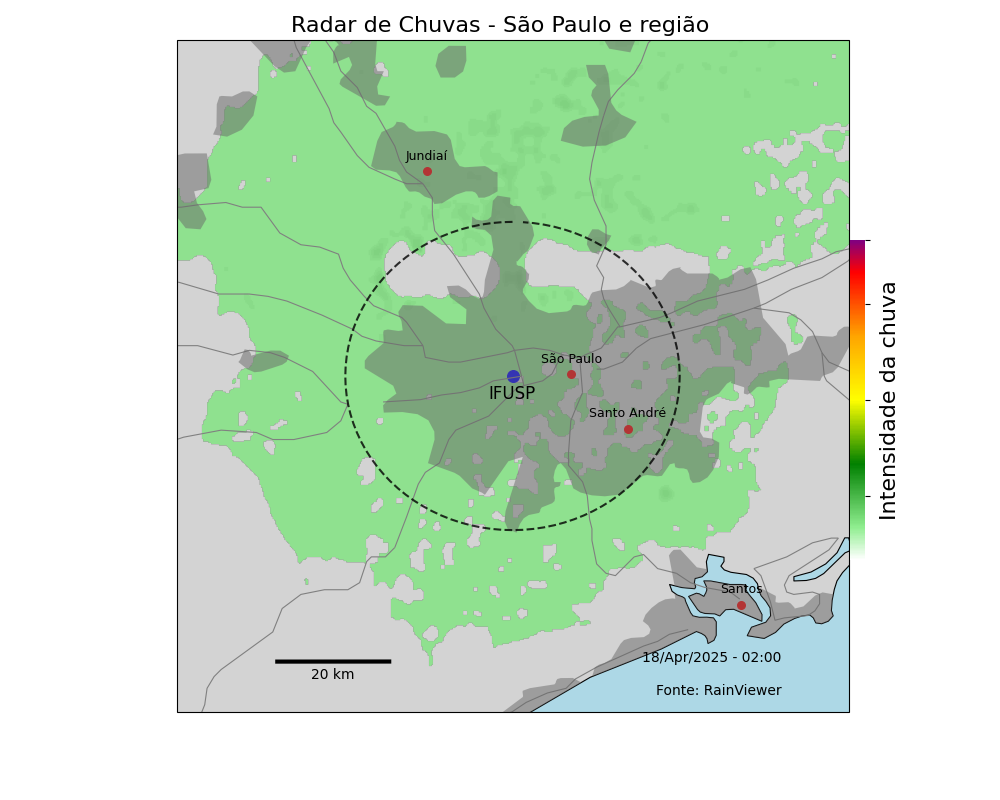 Radar de Chuvas - São Paulo e região
Jundiaí
São Paulo
IFUSP
Santo André
Intensidade da chuva
Santos
18/Apr/2025 - 02:00
20 km
Fonte: RainViewer